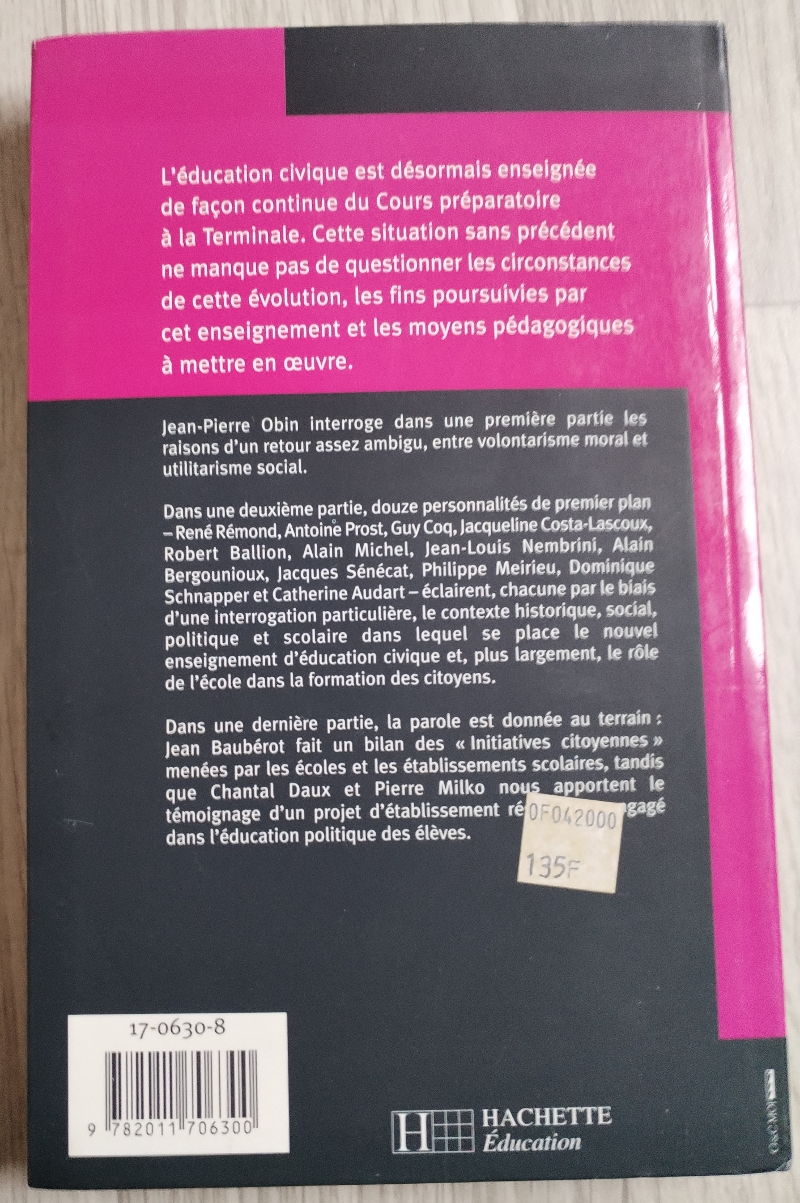 L'éducation civique est désormais enseignée
de façon continue du Cours préparatoire
à la Terminale. Cette situation sans précédent
ne manque pas de questionner les circonstances
de cette évolution, les fins poursuivies par
cet enseignement et les moyens pédagogiques
à mettre en œuvre.
Jean-Pierre Obin interroge dans une première partie les
raisons d'un retour assez ambigu, entre volontarisme moral et
utilitarisme social.
Dans une deuxième partie, douze personnalités de premier plan
– René Rémond, Antoine Prost, Guy Coq, Jacqueline Costa-Lascoux,
Robert Ballion, Alain Michel, Jean-Louis Nembrini, Alain
Bergounioux, Jacques Sénécat, Philippe Meirieu, Dominique
Schnapper et Catherine Audart – éclairent, chacune par le biais
d'une interrogation particulière, le contexte historique, social,
politique et scolaire dans lequel se place le nouvel
enseignement d'éducation civique et, plus largement, le rôle
de l'école dans la formation des citoyens.
Dans une dernière partie, la parole est donnée au terrain :
Jean Baubérot fait un bilan des « Initiatives citoyennes »
menées par les écoles et les établissements scolaires, tandis
que Chantal Daux et Pierre Milko nous apportent le
témoignage d'un projet d'établissement
dans l'éducation politique des élèves.
0F042000
135F
17-0630-8
9 782011 706300
HACHETTE
Éducation